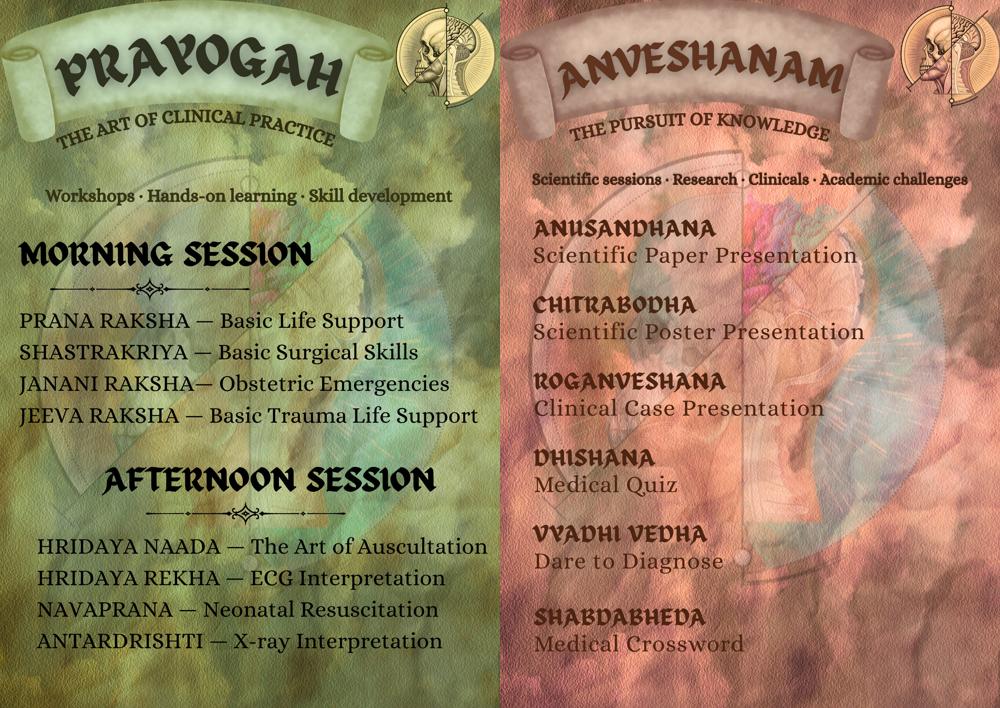 PRAYOGAH
THE ART OF CLINICAL PRACTICE
Workshops · Hands-on learning · Skill development
MORNING SESSION
PRANA RAKSHA — Basic Life Support
SHASTRAKRIYA — Basic Surgical Skills
JANANI RAKSHA— Obstetric Emergencies
JEEVA RAKSHA — Basic Trauma Life Support
AFTERNOON SESSION
HRIDAYA NAADA — The Art of Auscultation
HRIDAYA REKHA — ECG Interpretation
NAVAPRANA — Neonatal Resuscitation
ANTARDRISHTI — X-ray Interpretation
ANVESHANAM
THE PURSUIT OF KNOWLEDGE
Scientific sessions · Research · Clinicals · Academic challenges
ANUSANDHANA
Scientific Paper Presentation
CHITRABODHA
Scientific Poster Presentation
ROGANVESHANA
Clinical Case Presentation
DHISHANA
Medical Quiz
VYADHI VEDHA
Dare to Diagnose
SHABDABHEDA
Medical Crossword